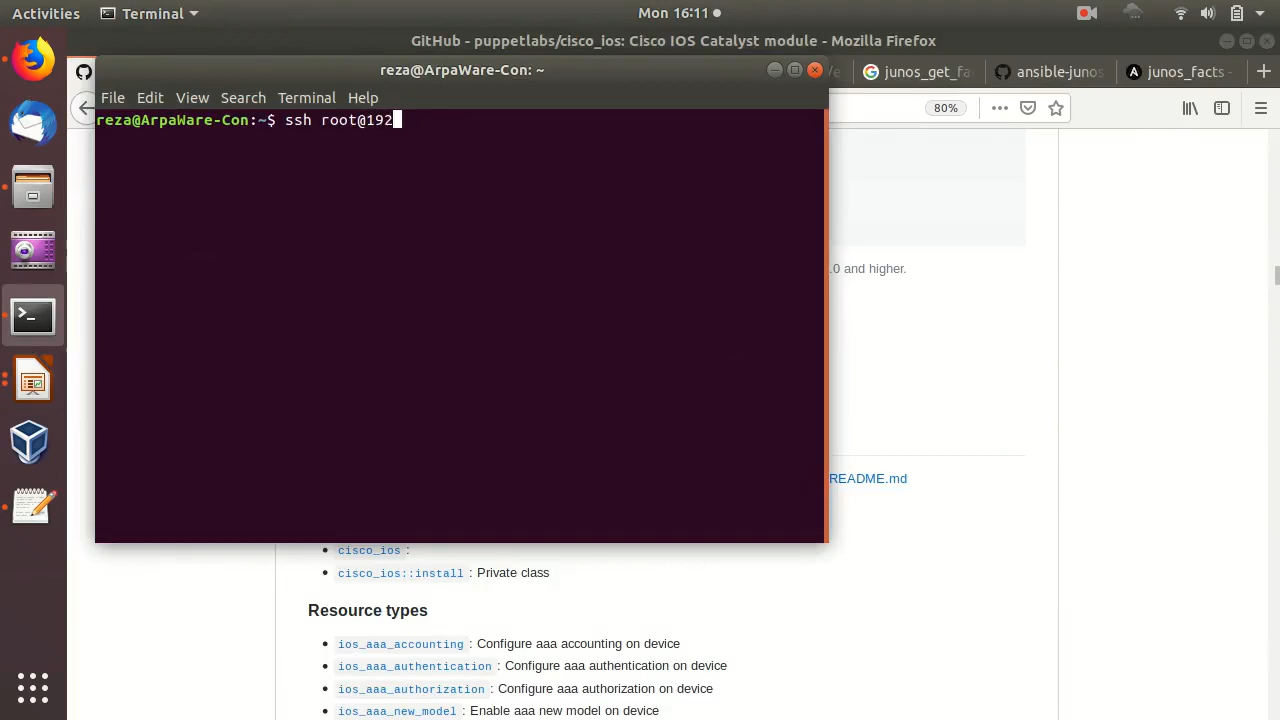 Activities Terminal Mon 16:11
GitHub - puppetlabs/cisco_ios: Cisco IOS Catalyst module - Mozilla Firefox
reza@ArpaWare-Con: ~
junos_get_fa ansible-junos junos_facts -
File Edit View Search Terminal Help
80%
reza@ArpaWare-Con:~$ ssh root@192
.0 and higher.
README.md
cisco_ios :
cisco_ios::install : Private class
Resource types
ios_aaa_accounting : Configure aaa accounting on device
ios_aaa_authentication : Configure aaa authentication on device
ios_aaa_authorization : Configure aaa authorization on device
ios_aaa_new_model : Enable aaa new model on device